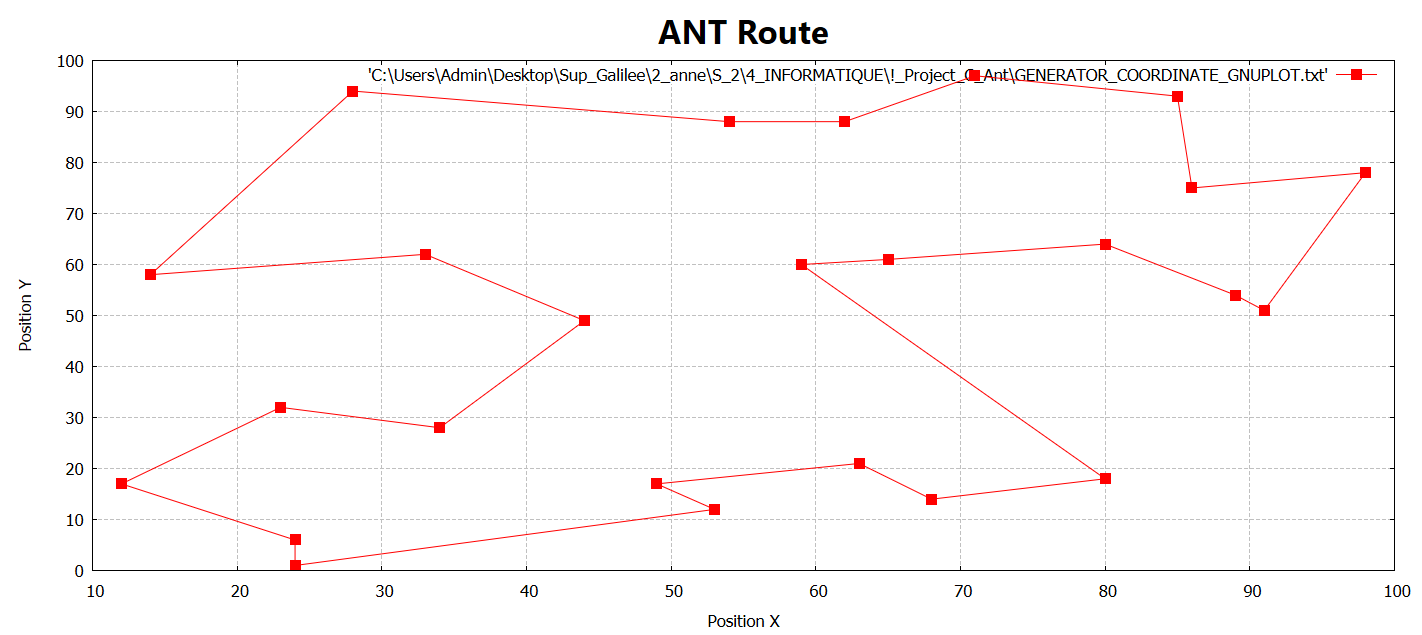 ANT Route
'C:\Users\Admin\Desktop\Sup_Galilee\2_anne\S_2\4_INFORMATIQUE\!_Project_C_Ant\GENERATOR_COORDINATE_GNUPLOT.txt'
100
90
80
70
60
50
40
30
20
10
0
Position Y
10 20 30 40 50 60 70 80 90 100
Position X